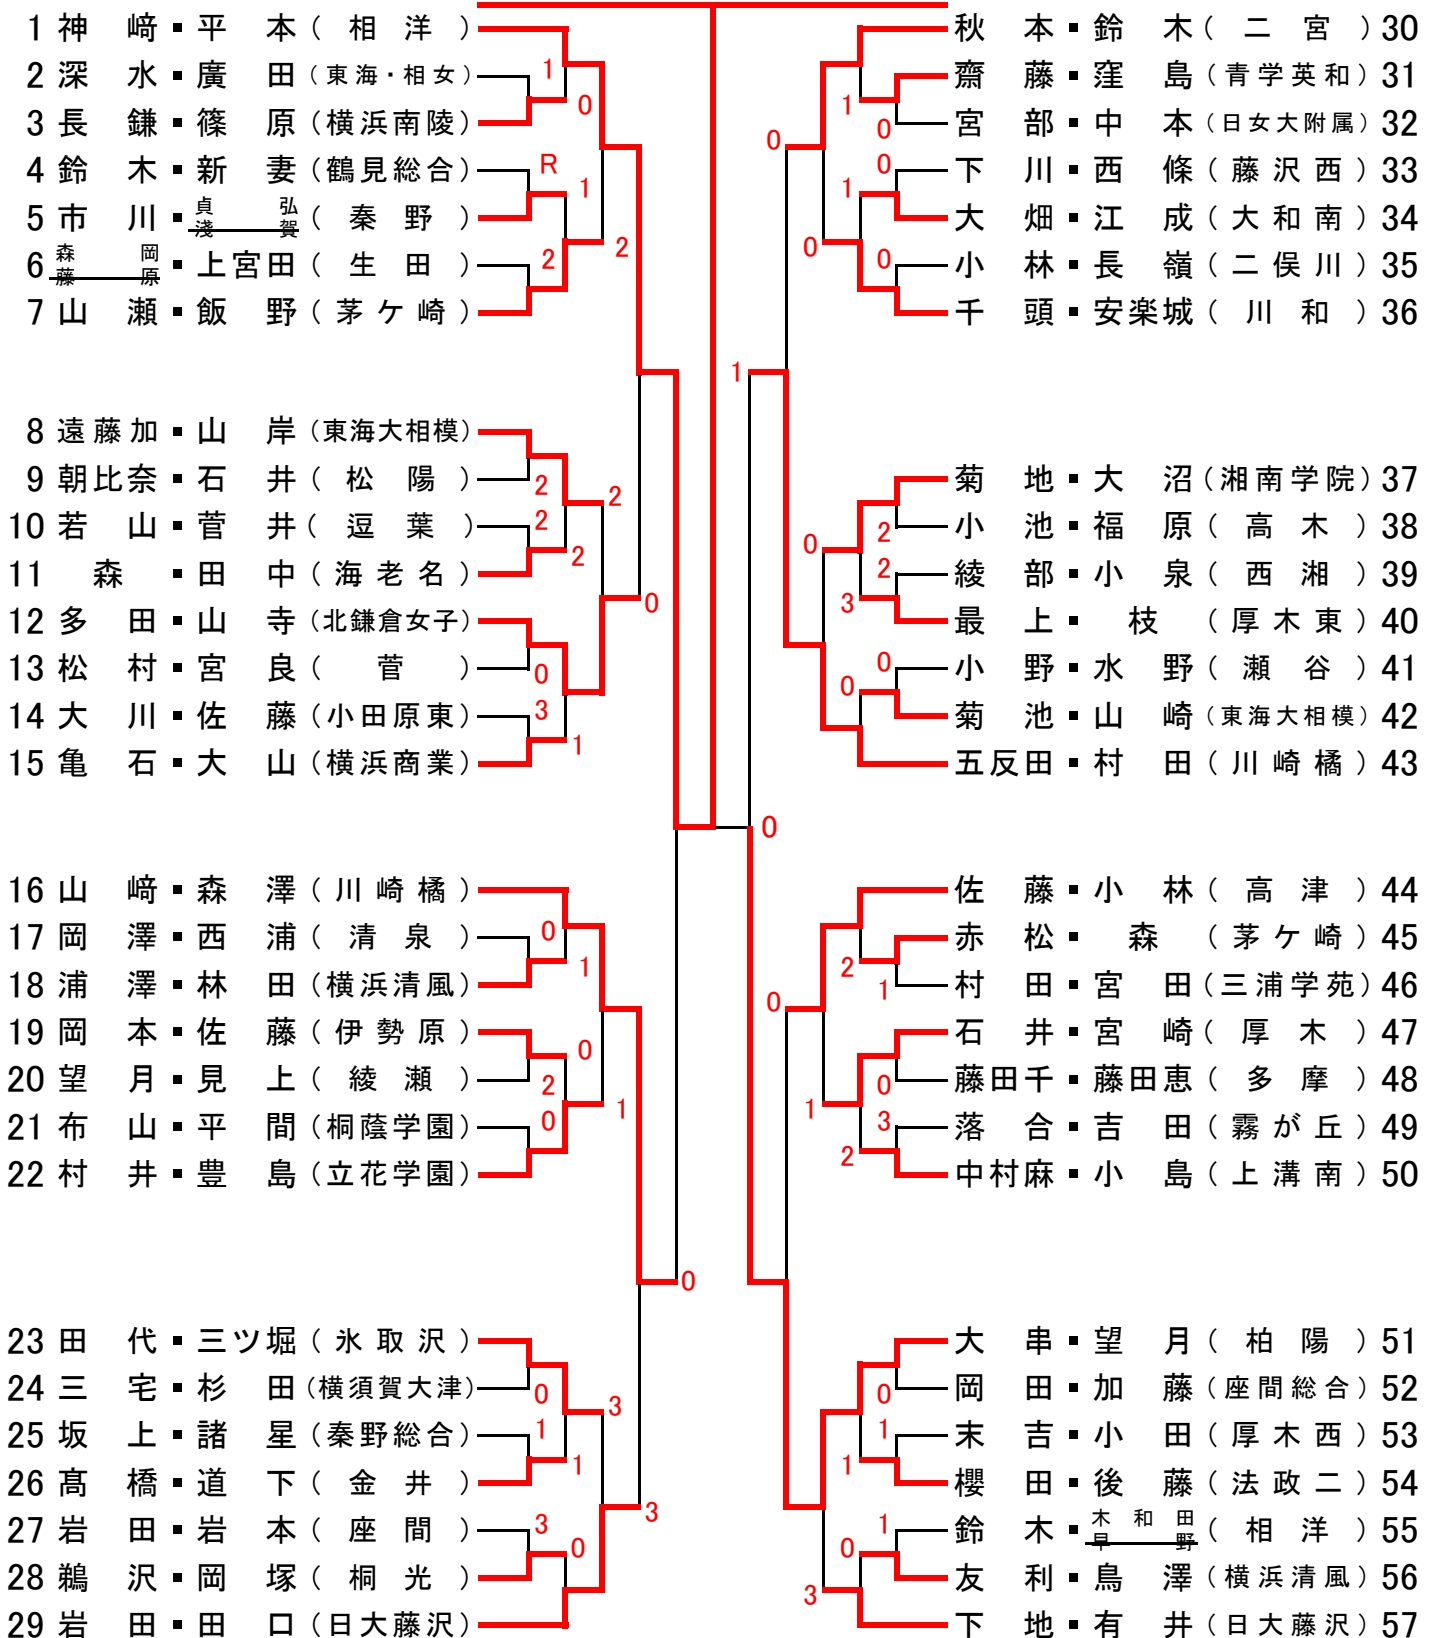 1 神 﨑 ▪ 平 本 ( 相 洋 )
2 深 水 ▪ 廣 田 (東海・相女)
1
0
3 長 鎌 ▪ 篠 原 (横浜南陵)
4 鈴 木 ▪ 新 妻 (鶴見総合)
R
1
5 市 川 ▪ 貞 弘 ( 秦 野 )
淺 賀
2
6 森 岡 ▪ 上宮田 ( 生 田 )
藤 原
2
7 山 瀬 ▪ 飯 野 ( 茅ケ崎 )
8 遠藤加 ▪ 山 岸 (東海大相模)
9 朝比奈 ▪ 石 井 ( 松 陽 )
2
2
10 若 山 ▪ 菅 井 ( 逗 葉 )
2
2
11 森 ▪ 田 中 ( 海老名 )
0
12 多 田 ▪ 山 寺 (北鎌倉女子)
13 松 村 ▪ 宮 良 ( 菅 )
0
14 大 川 ▪ 佐 藤 (小田原東)
3
1
15 亀 石 ▪ 大 山 (横浜商業)
16 山 﨑 ▪ 森 澤 ( 川崎橘 )
17 岡 澤 ▪ 西 浦 ( 清 泉 )
0
1
18 浦 澤 ▪ 林 田 (横浜清風)
19 岡 本 ▪ 佐 藤 ( 伊勢原 )
0
20 望 月 ▪ 見 上 ( 綾 瀬 )
2
1
21 布 山 ▪ 平 間 (桐蔭学園)
0
22 村 井 ▪ 豊 島 (立花学園)
0
23 田 代 ▪ 三ツ堀 ( 氷取沢 )
24 三 宅 ▪ 杉 田 (横須賀大津)
0
3
25 坂 上 ▪ 諸 星 (秦野総合)
1
1
26 髙 橋 ▪ 道 下 ( 金 井 )
3
27 岩 田 ▪ 岩 本 ( 座 間 )
3
0
28 鵜 沢 ▪ 岡 塚 ( 桐 光 )
29 岩 田 ▪ 田 口 (日大藤沢)
秋 本 ▪ 鈴 木 ( 二 宮 ) 30
齋 藤 ▪ 窪 島 (青学英和) 31
1
0
宮 部 ▪ 中 本 (日女大附属) 32
0
下 川 ▪ 西 條 ( 藤沢西 ) 33
0
1
大 畑 ▪ 江 成 ( 大和南 ) 34
0
小 林 ▪ 長 嶺 ( 二俣川 ) 35
0
千 頭 ▪ 安楽城 ( 川 和 ) 36
1
菊 地 ▪ 大 沼 (湘南学院) 37
小 池 ▪ 福 原 ( 高 木 ) 38
2
0
綾 部 ▪ 小 泉 ( 西 湘 ) 39
2
3
最 上 ▪ 枝 ( 厚木東 ) 40
小 野 ▪ 水 野 ( 瀬 谷 ) 41
0
0
菊 池 ▪ 山 崎 (東海大相模) 42
五反田 ▪ 村 田 ( 川崎橘 ) 43
0
佐 藤 ▪ 小 林 ( 高 津 ) 44
赤 松 ▪ 森 ( 茅ケ崎 ) 45
2
村 田 ▪ 宮 田 (三浦学苑) 46
1
0
石 井 ▪ 宮 崎 ( 厚 木 ) 47
藤田千 ▪ 藤田恵 ( 多 摩 ) 48
0
1
落 合 ▪ 吉 田 ( 霧が丘 ) 49
3
2
中村麻 ▪ 小 島 ( 上溝南 ) 50
大 串 ▪ 望 月 ( 柏 陽 ) 51
岡 田 ▪ 加 藤 (座間総合) 52
0
末 吉 ▪ 小 田 ( 厚木西 ) 53
1
1
櫻 田 ▪ 後 藤 ( 法政二 ) 54
鈴 木 ▪ 木 和 田 ( 相 洋 ) 55
早 野
1
0
友 利 ▪ 鳥 澤 (横浜清風) 56
3
下 地 ▪ 有 井 (日大藤沢) 57